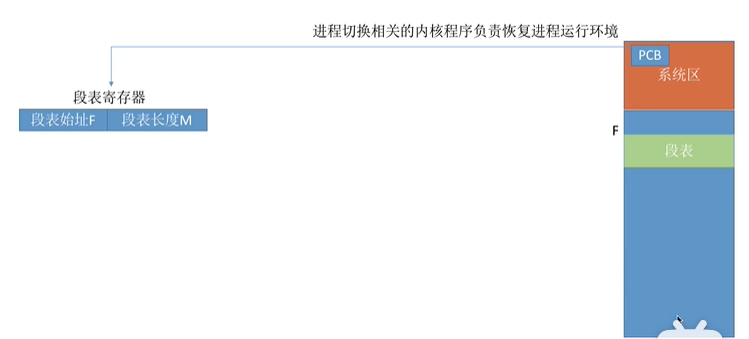 进程切换相关的内核程序负责恢复进程运行环境
PCB
系统区
段表寄存器
段表始址F
段表长度M
F
段表